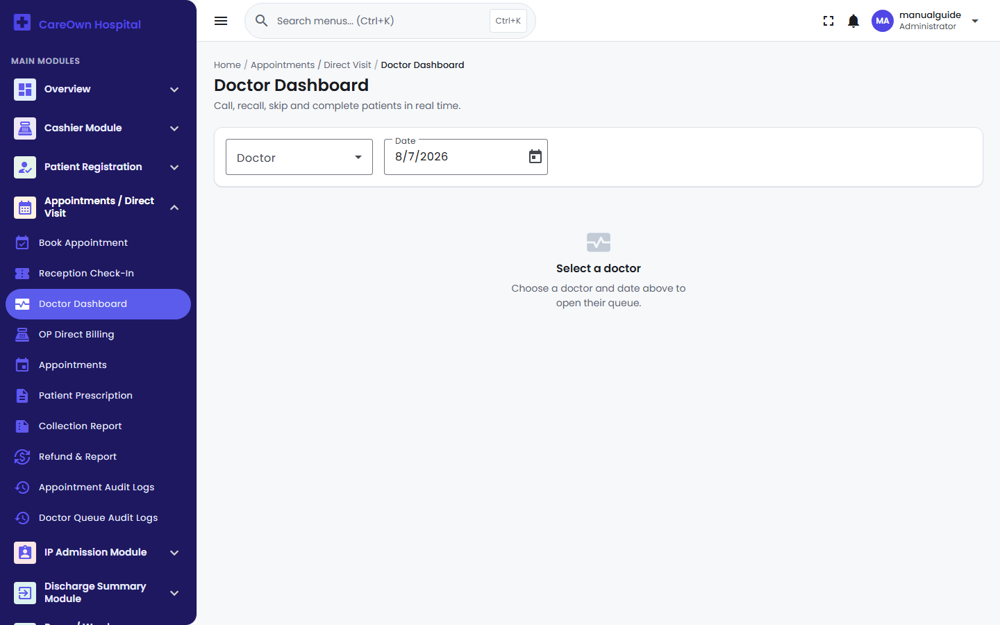 CareOwn Hospital
MAIN MODULES
Overview
Cashier Module
Patient Registration
Appointments / Direct
Visit
Book Appointment
Reception Check-In
Doctor Dashboard
OP Direct Billing
Appointments
Patient Prescription
Collection Report
Refund & Report
Appointment Audit Logs
Doctor Queue Audit Logs
IP Admission Module
Discharge Summary
Module
Search menus... (Ctrl+K)
Ctrl+K
MA
manualguide
Administrator
Home / Appointments / Direct Visit / Doctor Dashboard
Doctor Dashboard
Call, recall, skip and complete patients in real time.
Doctor
Date
8/7/2026
Select a doctor
Choose a doctor and date above to
open their queue.